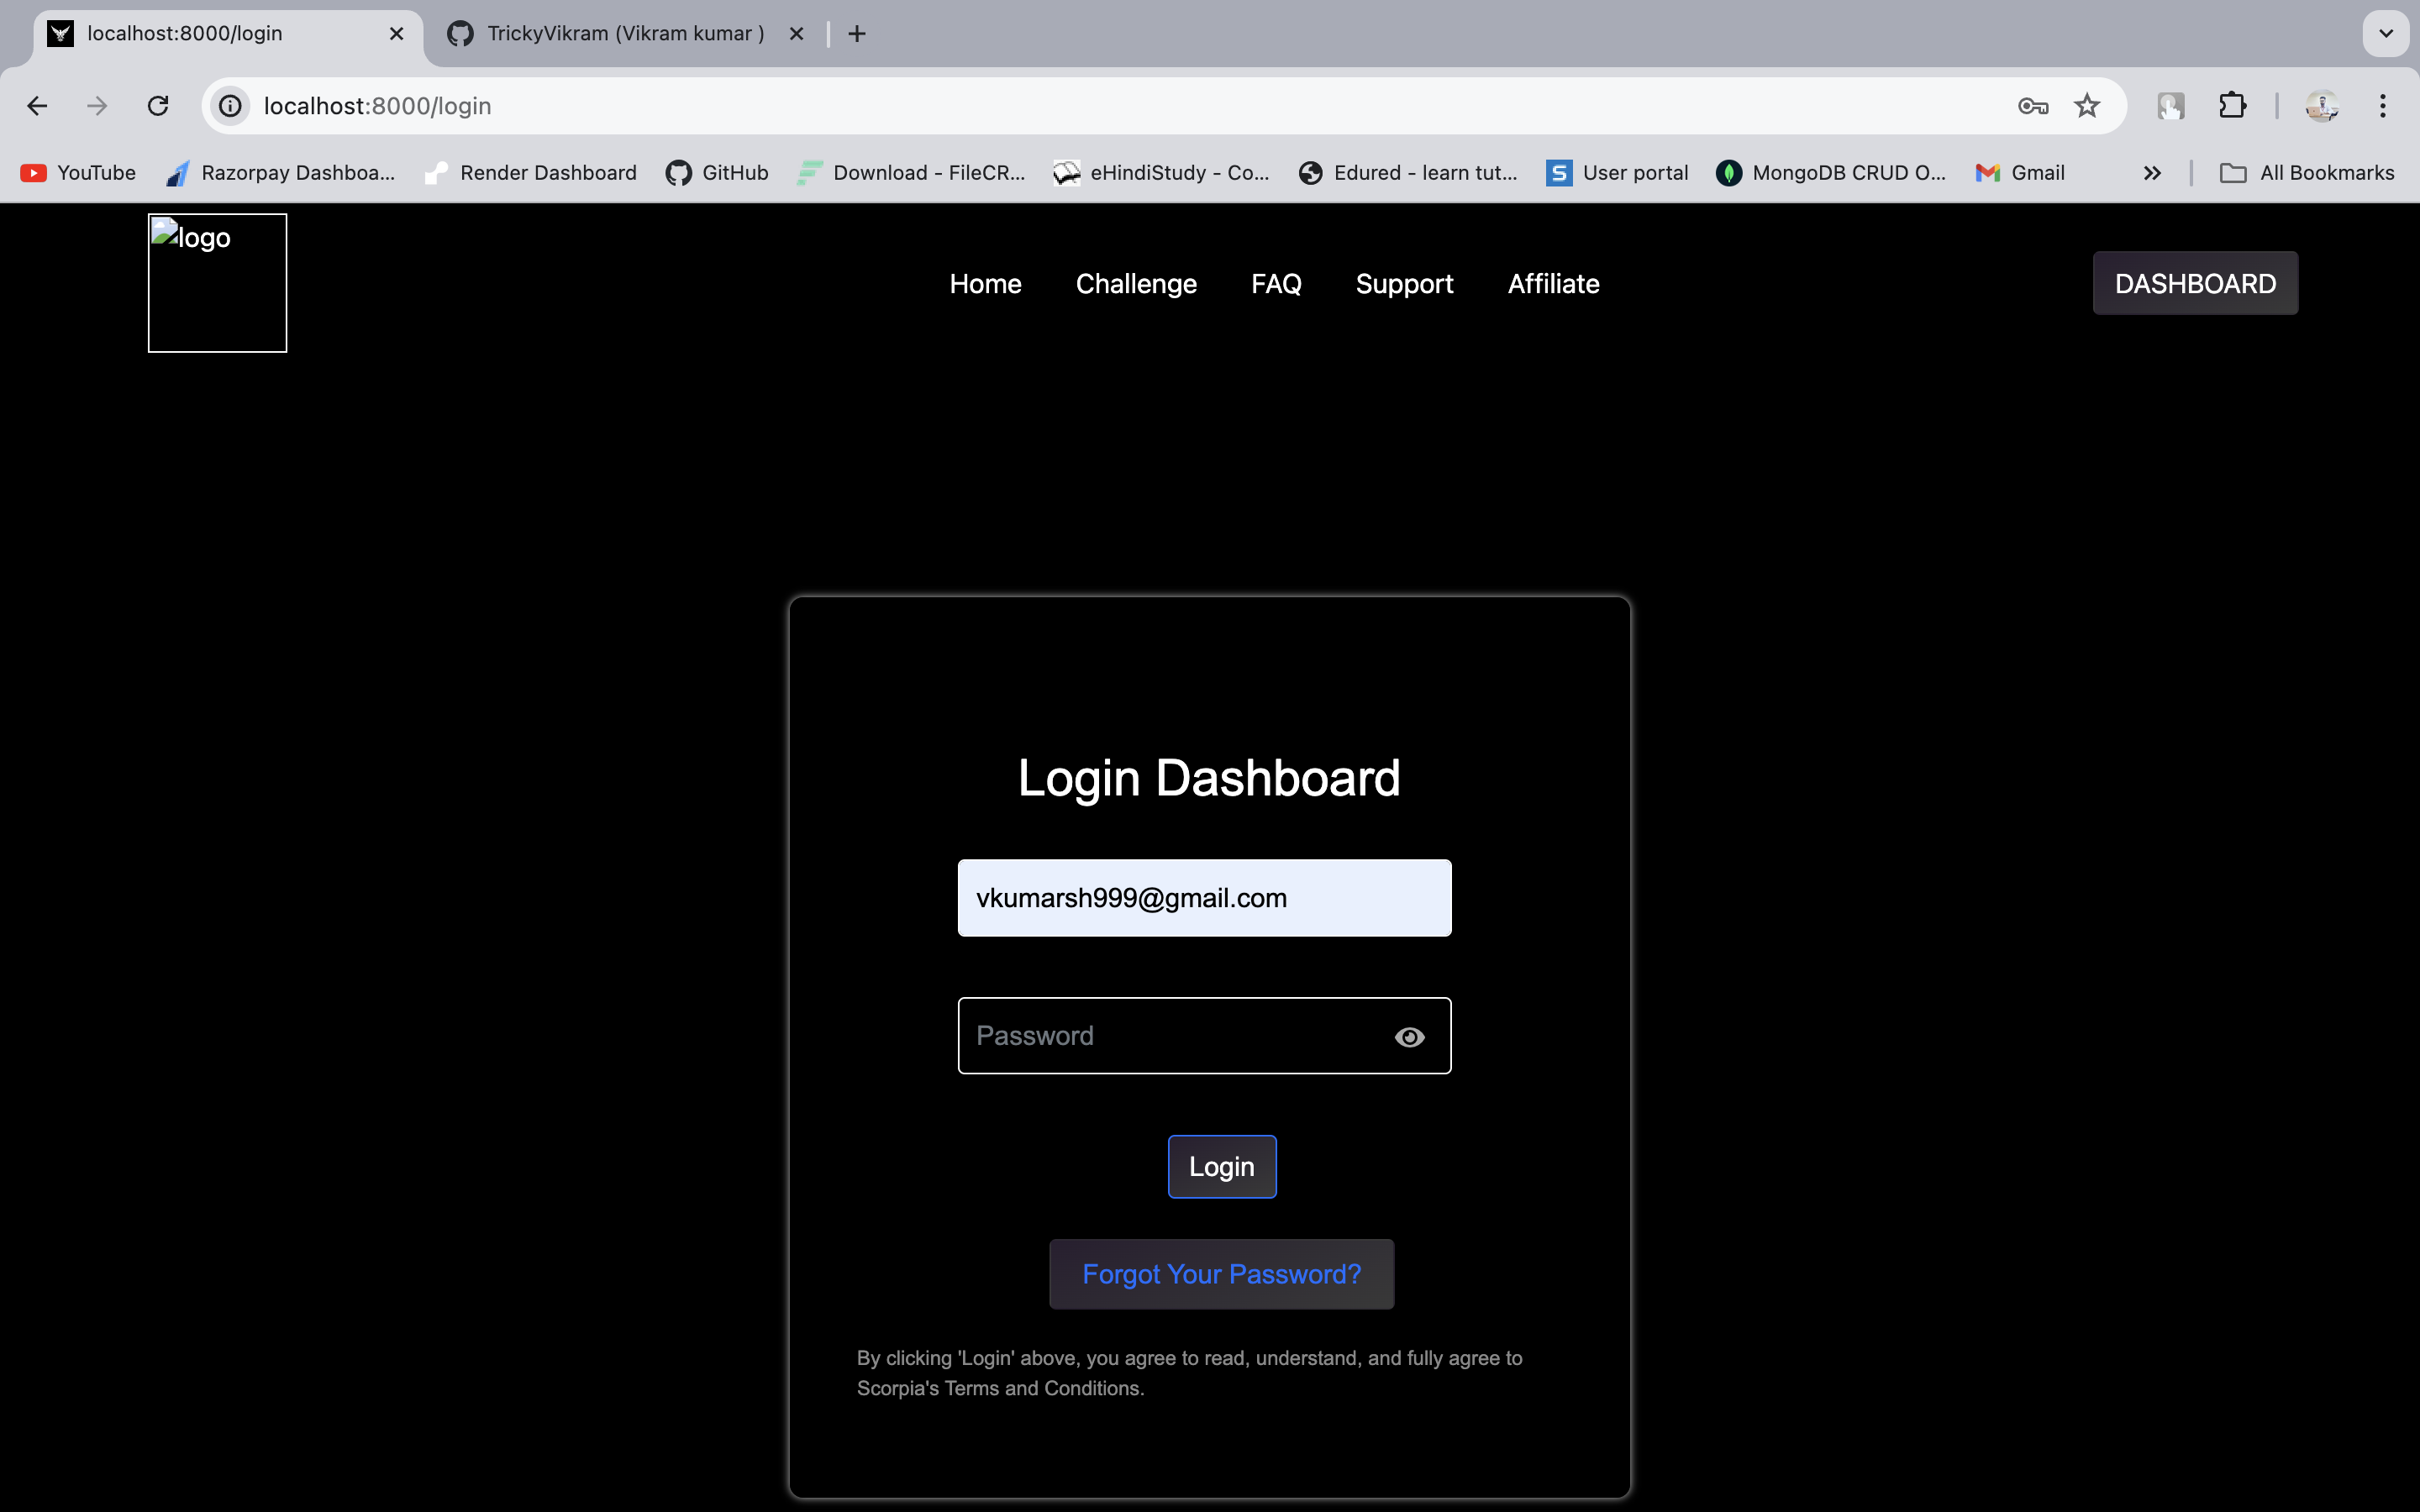 localhost:8000/login
TrickyVikram (Vikram kumar )
localhost:8000/login
YouTube
Razorpay Dashboa...
Render Dashboard
GitHub
Download - FileCR...
eHindiStudy - Co...
Edured - learn tut...
User portal
MongoDB CRUD O...
Gmail
All Bookmarks
logo
Home
Challenge
FAQ
Support
Affiliate
DASHBOARD
Login Dashboard
vkumarsh999@gmail.com
Password
Login
Forgot Your Password?
By clicking 'Login' above, you agree to read, understand, and fully agree to
Scorpia's Terms and Conditions.